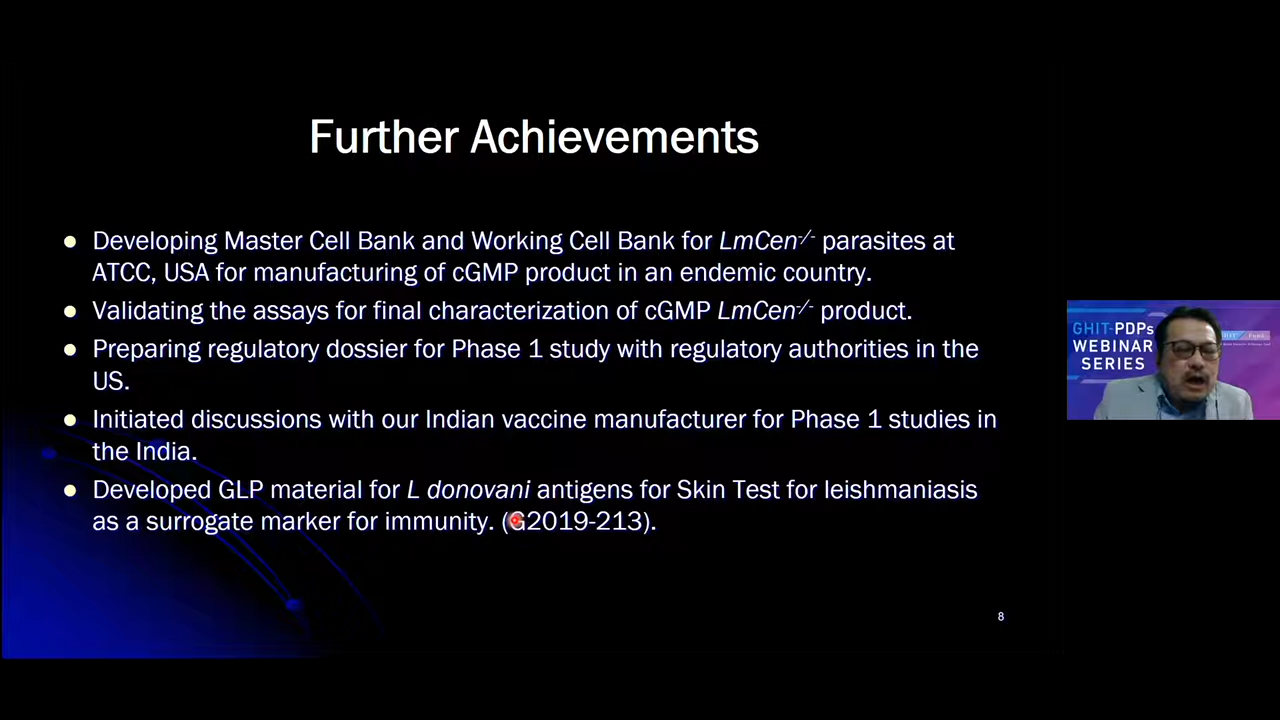 Further Achievements
Developing Master Cell Bank and Working Cell Bank for LmCen-/- parasites at
ATCC, USA for manufacturing of cGMP product in an endemic country.
Validating the assays for final characterization of cGMP LmCen-/- product.
Preparing regulatory dossier for Phase 1 study with regulatory authorities in the
US.
Initiated discussions with our Indian vaccine manufacturer for Phase 1 studies in
the India.
Developed GLP material for L donovani antigens for Skin Test for leishmaniasis
as a surrogate marker for immunity. (G2019-213).
8
GHIT-PDPs
WEBINAR
SERIES
Fund